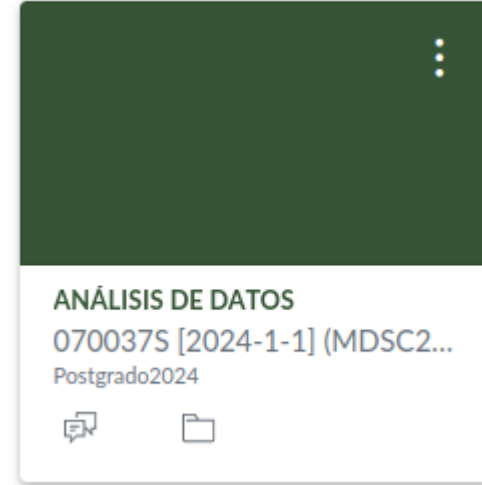 ANÁLISIS DE DATOS
070037S [2024-1-1] (MDSC2...
Postgrado2024